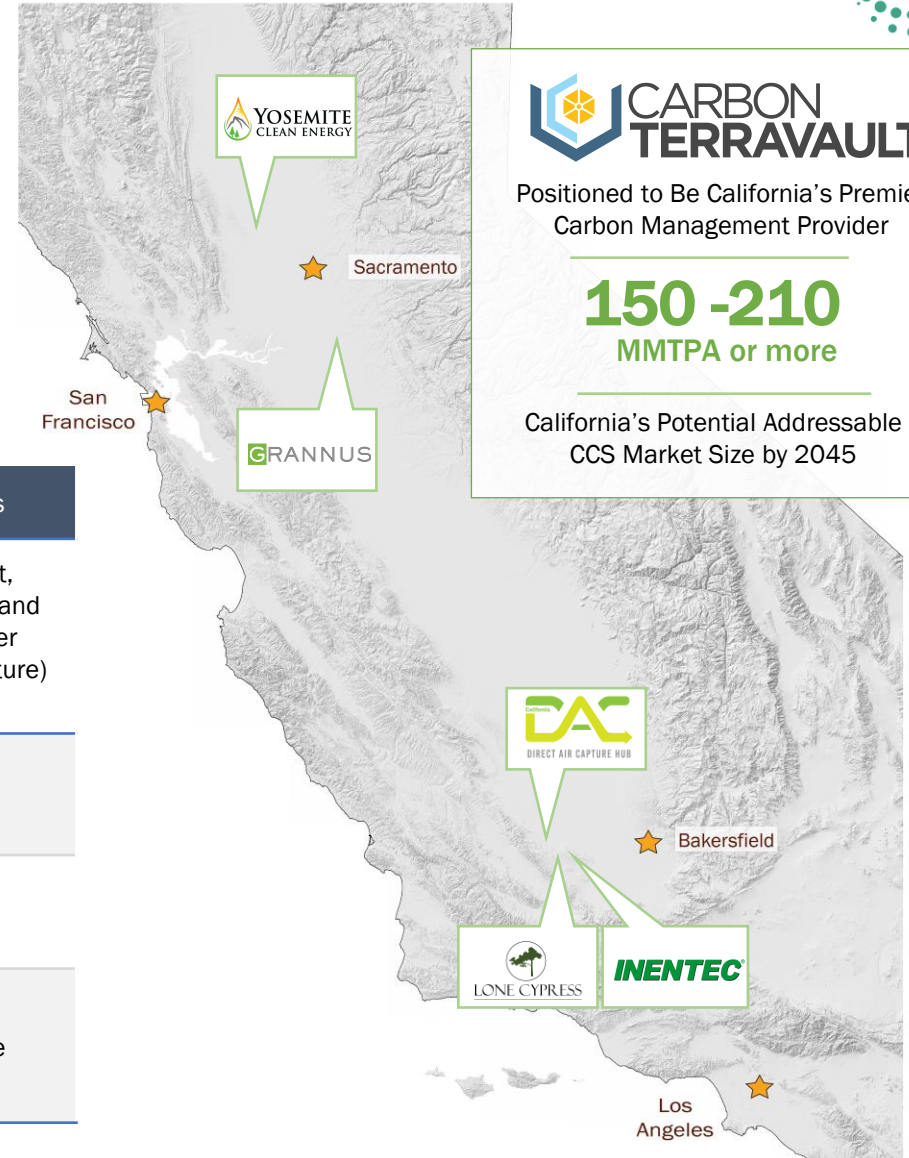 YOSEMITE
CLEAN ENERGY
CARBON
TERRAVAULT
Positioned to Be California's Premie
Carbon Management Provider
150 -210
MMTPA or more
California's Potential Addressable
CCS Market Size by 2045
Sacramento
San
Francisco
GRANNUS
s
t,
and
er
ture)
e
California
DAC
DIRECT AIR CAPTURE HUB
Bakersfield
LONE CYPRESS
INENTEC
Los
Angeles